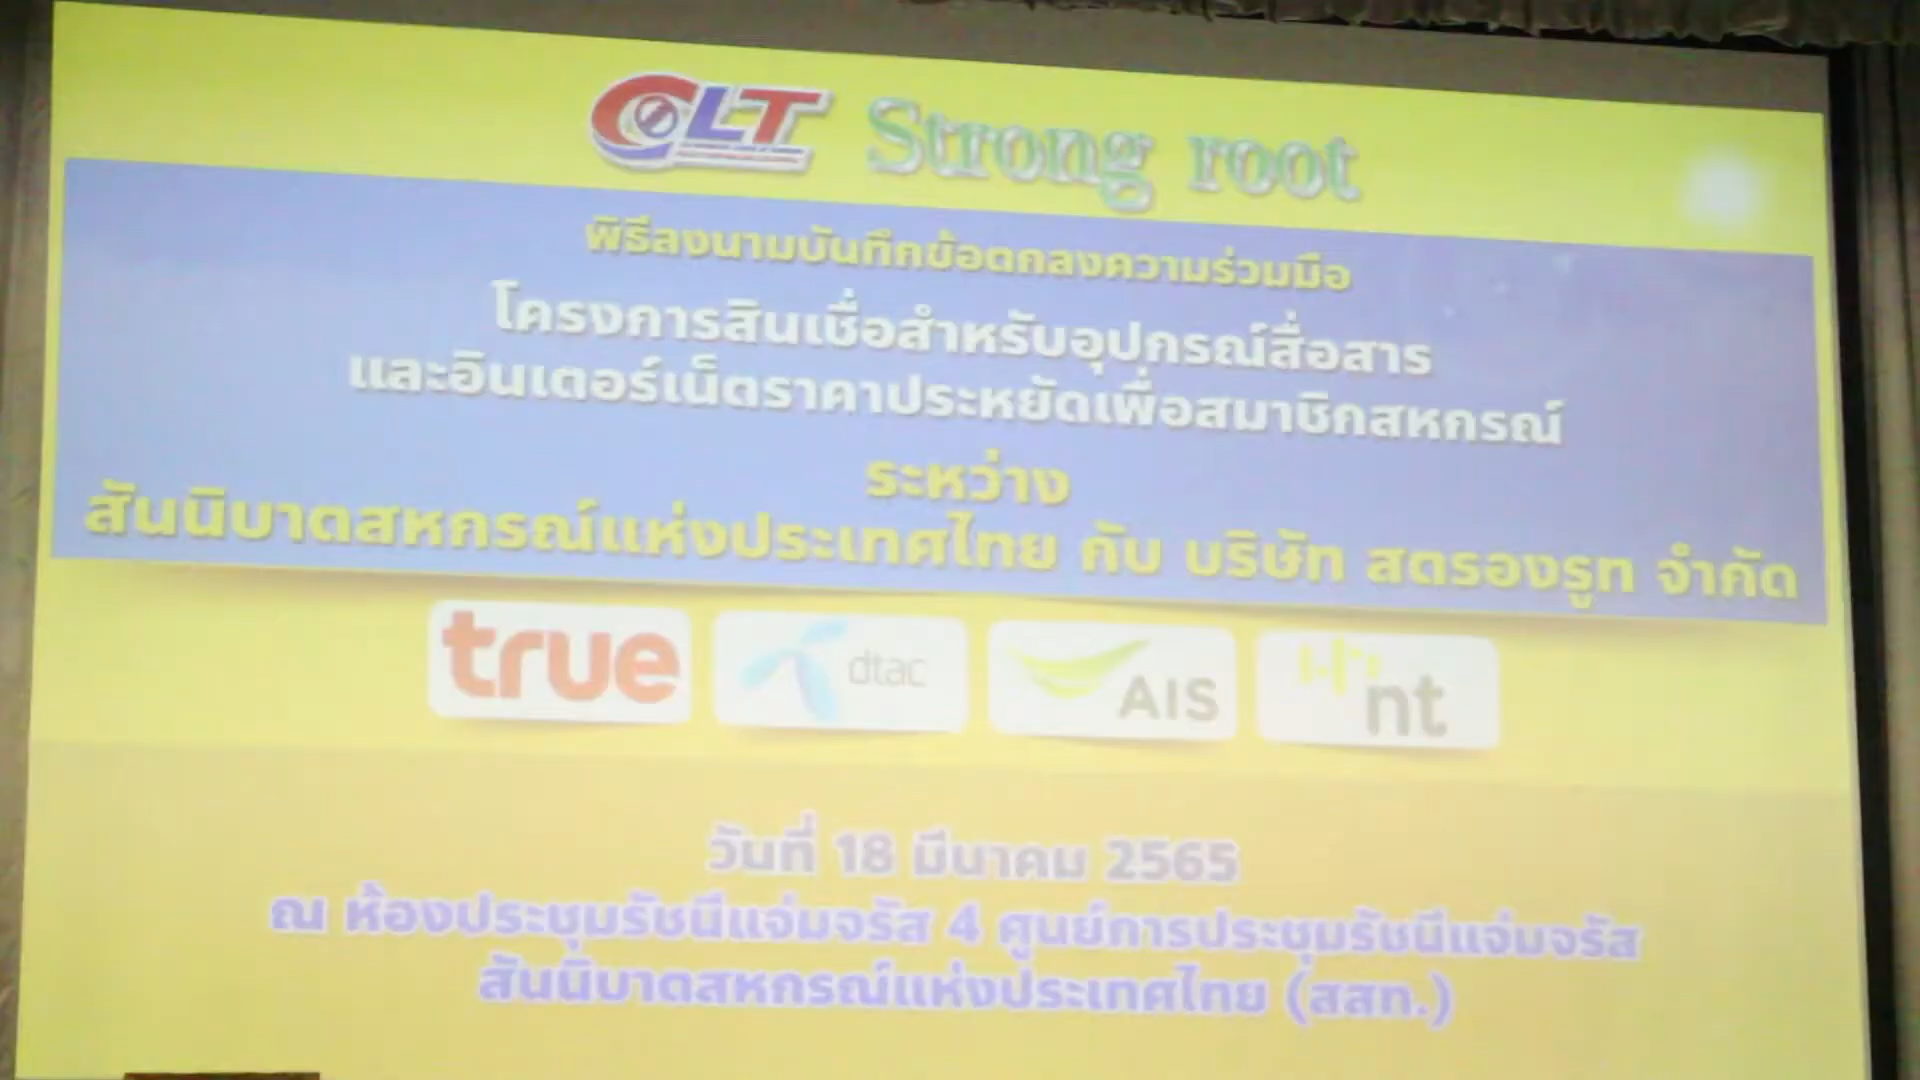 CLT Strong root
พิธีลงนามบันทึกข้อตกลงความร่วมมือ
โครงการสินเชื่อสำหรับอุปกรณ์สื่อสาร
และอินเตอร์เน็ตราคาประหยัดเพื่อสมาชิกสหกรณ์
ระหว่าง
สันนิบาตสหกรณ์แห่งประเทศไทย กับ บริษัท สตรองรูท จำกัด
true dtac AIS nt
วันที่ 18 มีนาคม 2565
ณ ห้องประชุมรัชนีแจ่มจรัส 4 ศูนย์การประชุมรัชนีแจ่มจรัส
สันนิบาตสหกรณ์แห่งประเทศไทย (สสท.)